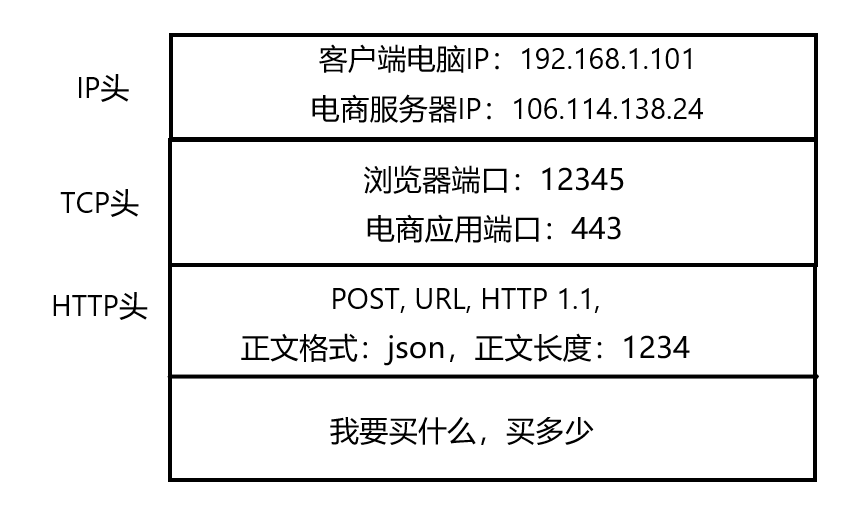 IP头
客户端电脑IP：192.168.1.101
电商服务器IP：106.114.138.24
TCP头
浏览器端口：12345
电商应用端口：443
HTTP头
POST, URL, HTTP 1.1,
正文格式：json，正文长度：1234
我要买什么，买多少